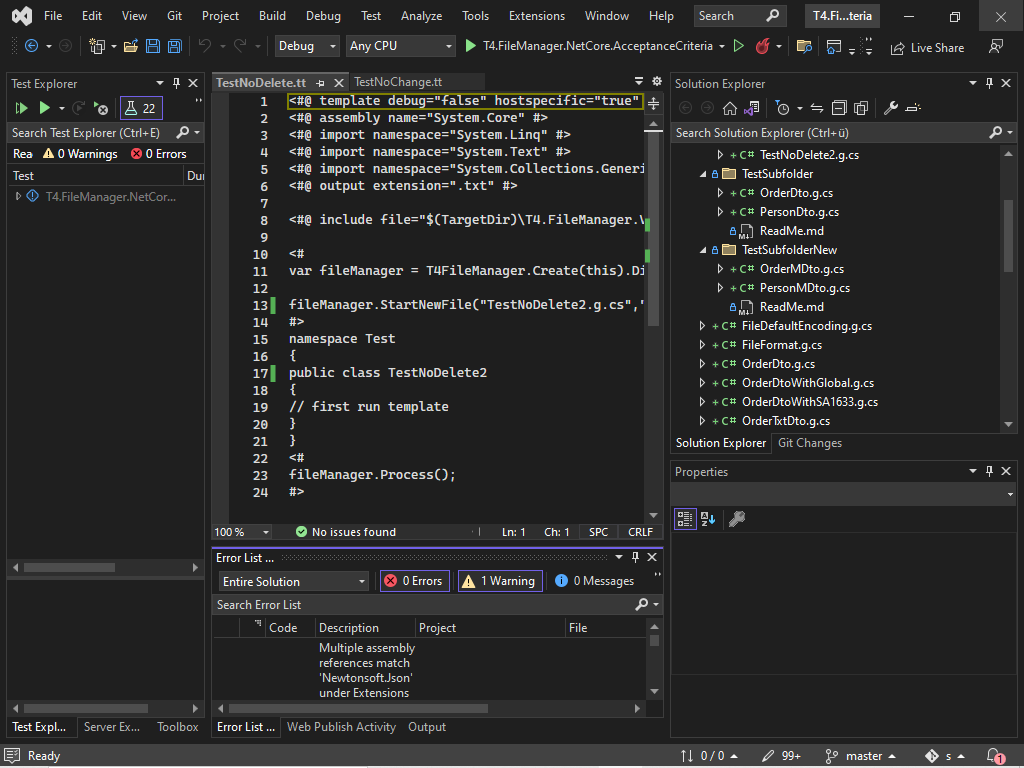 File Edit View Git Project Build Debug Test Analyze Tools Extensions Window Help Search T4.Fi...teria
Debug Any CPU T4.FileManager.NetCore.AcceptanceCriteria Live Share
Test Explorer
22
Search Test Explorer (Ctrl+E)
Rea 0 Warnings 0 Errors
Test Dur
T4.FileManager.NetCor...
TestNoDelete.tt TestNoChange.tt
1 <#@ template debug="false" hostspecific="true"
2 <#@ assembly name="System.Core" #>
3 <#@ import namespace="System.Linq" #>
4 <#@ import namespace="System.Text" #>
5 <#@ import namespace="System.Collections.Generi
6 <#@ output extension=".txt" #>
7
8 <#@ include file="$(TargetDir)\T4.FileManager.V
9
10 <#
11 var fileManager = T4FileManager.Create(this).Di
12
13 fileManager.StartNewFile("TestNoDelete2.g.cs","
14 #>
15 namespace Test
16 {
17 public class TestNoDelete2
18 {
19 // first run template
20 }
21 }
22 <#
23 fileManager.Process();
24 #>
100 % No issues found Ln: 1 Ch: 1 SPC CRLF
Error List ...
Entire Solution 0 Errors 1 Warning 0 Messages
Search Error List
Code Description Project File
Multiple assembly
references match
'Newtonsoft.Json'
under Extensions
Solution Explorer
Search Solution Explorer (Ctrl+ü)
C# TestNoDelete2.g.cs
TestSubfolder
C# OrderDto.g.cs
C# PersonDto.g.cs
ReadMe.md
TestSubfolderNew
C# OrderMDto.g.cs
C# PersonMDto.g.cs
ReadMe.md
C# FileDefaultEncoding.g.cs
C# FileFormat.g.cs
C# OrderDto.g.cs
C# OrderDtoWithGlobal.g.cs
C# OrderDtoWithSA1633.g.cs
C# OrderTxtDto.g.cs
Solution Explorer Git Changes
Properties
Test Expl... Server Ex... Toolbox Error List ... Web Publish Activity Output
Ready 0 / 0 99+ master s 1